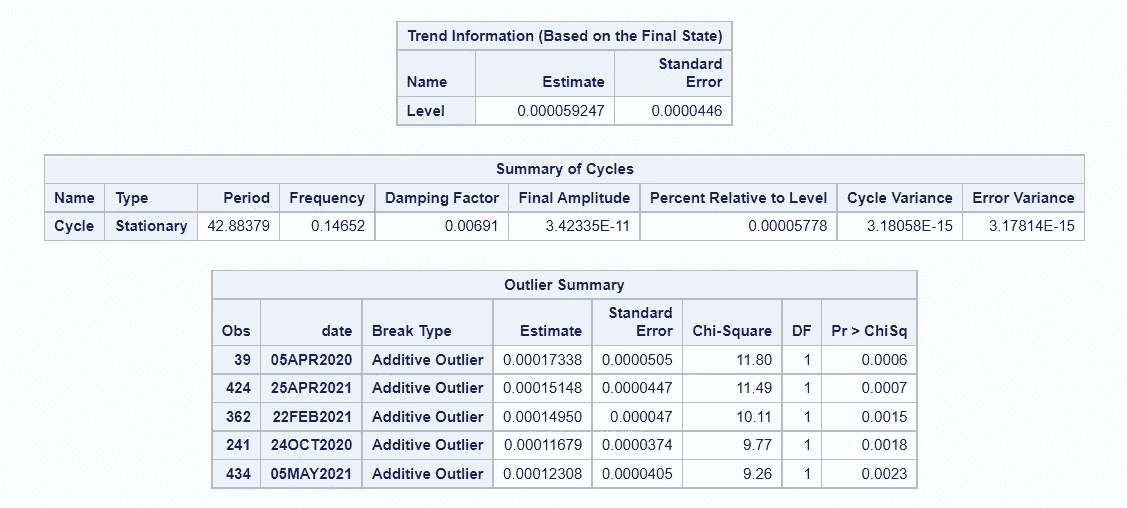 Trend Information (Based on the Final State)
Name Estimate Standard Error
Level 0.000059247 0.0000446
Summary of Cycles
Name Type Period Frequency Damping Factor Final Amplitude Percent Relative to Level Cycle Variance Error Variance
Cycle Stationary 42.88379 0.14652 0.00691 3.42335E-11 0.00005778 3.18058E-15 3.17814E-15
Outlier Summary
Obs date Break Type Estimate Standard Error Chi-Square DF Pr > ChiSq
39 05APR2020 Additive Outlier 0.00017338 0.0000505 11.80 1 0.0006
424 25APR2021 Additive Outlier 0.00015148 0.0000447 11.49 1 0.0007
362 22FEB2021 Additive Outlier 0.00014950 0.000047 10.11 1 0.0015
241 24OCT2020 Additive Outlier 0.00011679 0.0000374 9.77 1 0.0018
434 05MAY2021 Additive Outlier 0.00012308 0.0000405 9.26 1 0.0023